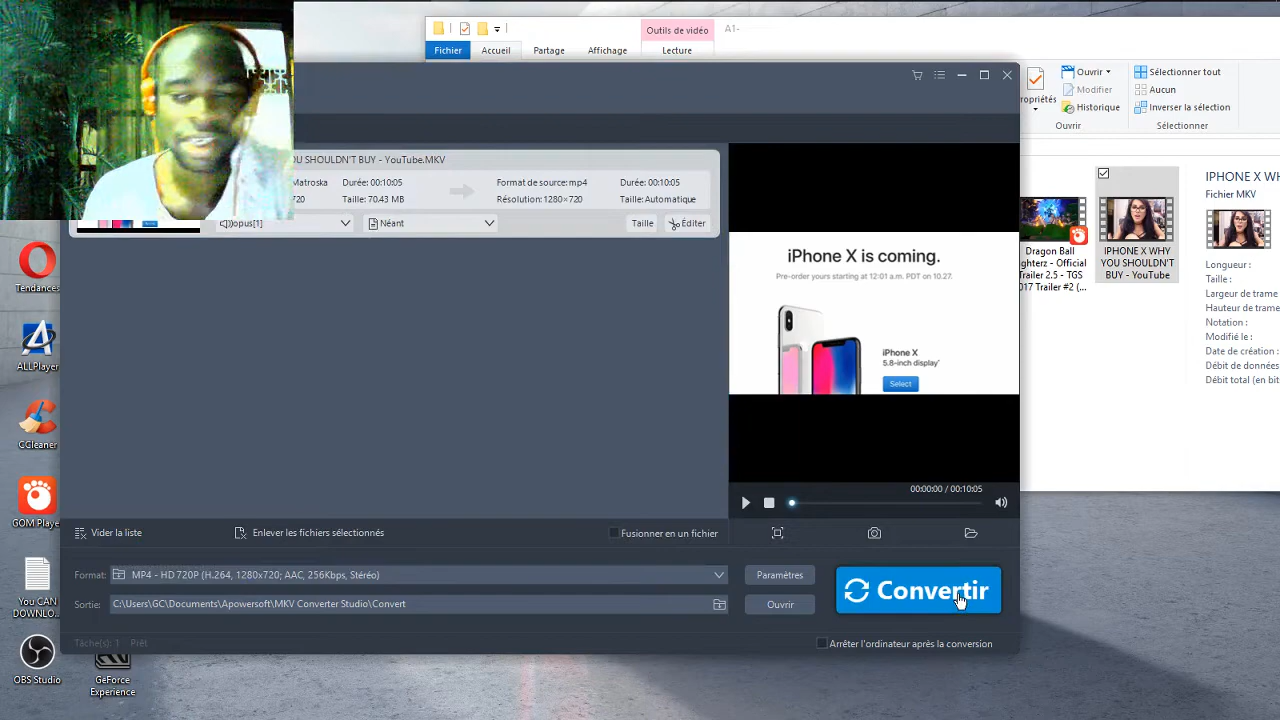 Outils de vidéo
A1-
Fichier
Accueil
Partage
Affichage
Lecture
Ouvrir
Modifier
Historique
Ouvrir
Sélectionner tout
Aucun
Inverser la sélection
Sélectionner
OU SHOULDN'T BUY - YouTube.MKV
Matroska
Durée: 00:10:05
Format de source: mp4
Durée: 00:10:05
Taille: 70.43 MB
Résolution: 1280×720
Taille: Automatique
opus[1]
Néant
Taille
Éditer
iPhone X is coming.
Pre-order yours starting at 12:01 a.m. PDT on 10.27.
iPhone X
5.8-inch display
Select
00:00:00 / 00:10:05
Vider la liste
Enlever les fichiers sélectionnés
Fusionner en un fichier
Format:
MP4 - HD 720P (H.264, 1280x720; AAC, 256Kbps, Stéréo)
Paramètres
Convertir
Sortie:
C:\Users\GC\Documents\Apowersoft\MKV Converter Studio\Convert
Ouvrir
Tâche(s): 1
Prêt
Arrêter l'ordinateur après la conversion
Tendances
ALLPlayer
CCleaner
GOM Player
You CAN
DOWNLO...
OBS Studio
GeForce
Experience
Dragon Ball
ighterz - Official
Trailer 2.5 - TGS
017 Trailer #2 (...
IPHONE X WHY
YOU SHOULDN'T
BUY - YouTube
IPHONE X WH
Fichier MKV
Longueur :
Taille :
Largeur de trame
Hauteur de trame
Notation :
Modifié le :
Date de création :
Débit de données
Débit total (en bit